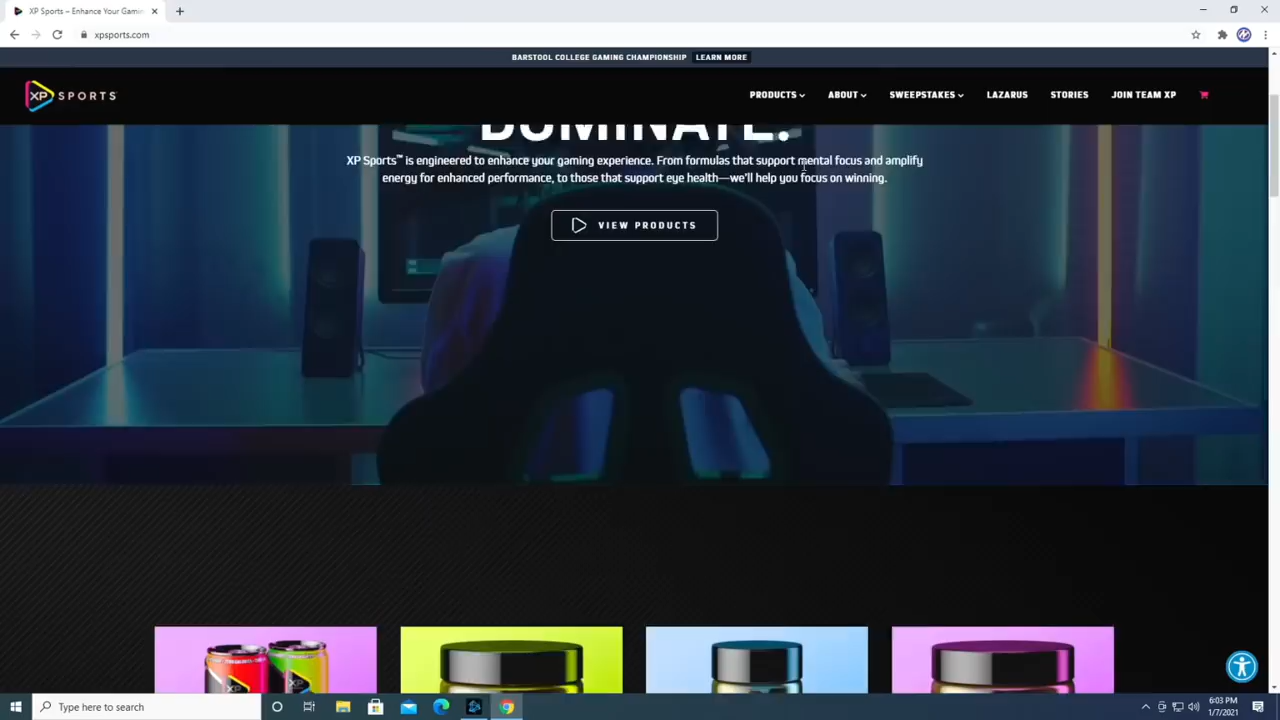 XP Sports – Enhance Your Gamin
xpsports.com
BARSTOOL COLLEGE GAMING CHAMPIONSHIP LEARN MORE
XP SPORTS
PRODUCTS ABOUT SWEEPSTAKES LAZARUS STORIES JOIN TEAM XP
DOMINATE.
XP Sports™ is engineered to enhance your gaming experience. From formulas that support mental focus and amplify
energy for enhanced performance, to those that support eye health—we'll help you focus on winning.
VIEW PRODUCTS
XP
Type here to search
6:03 PM
1/7/2021